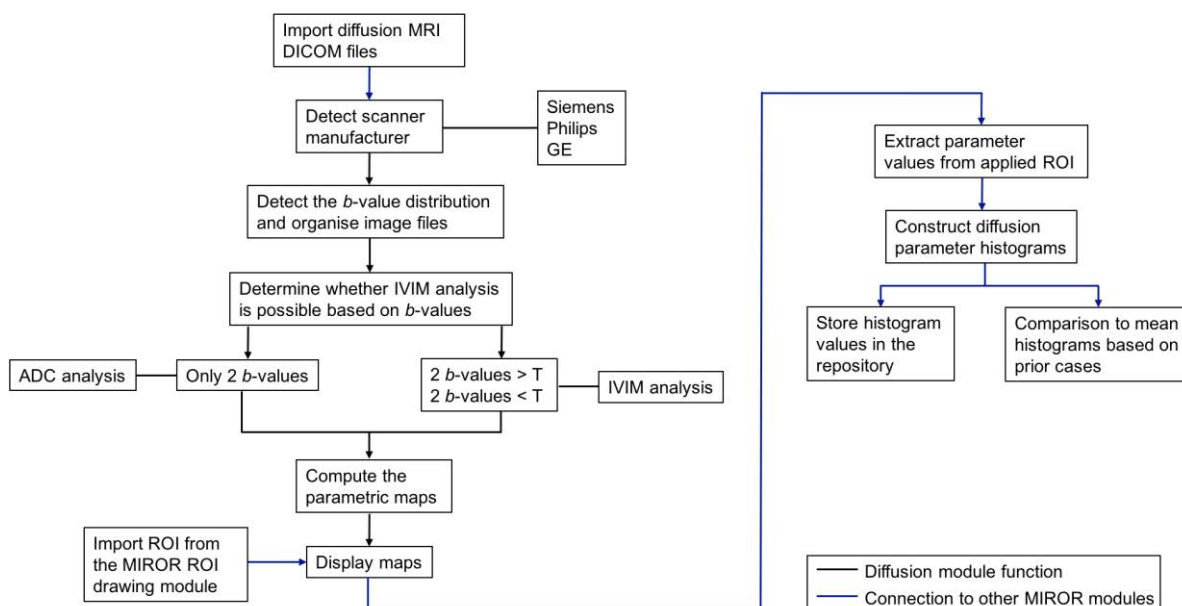 Import diffusion MRI
DICOM files
Detect scanner
manufacturer
Siemens
Philips
GE
Detect the b-value distribution
and organise image files
Determine whether IVIM analysis
is possible based on b-values
ADC analysis
Only 2 b-values
2 b-values > T
2 b-values < T
IVIM analysis
Compute the
parametric maps
Import ROI from
the MIROR ROI
drawing module
Display maps
Extract parameter
values from applied ROI
Construct diffusion
parameter histograms
Store histogram
values in the
repository
Comparison to mean
histograms based on
prior cases
Diffusion module function
Connection to other MIROR modules